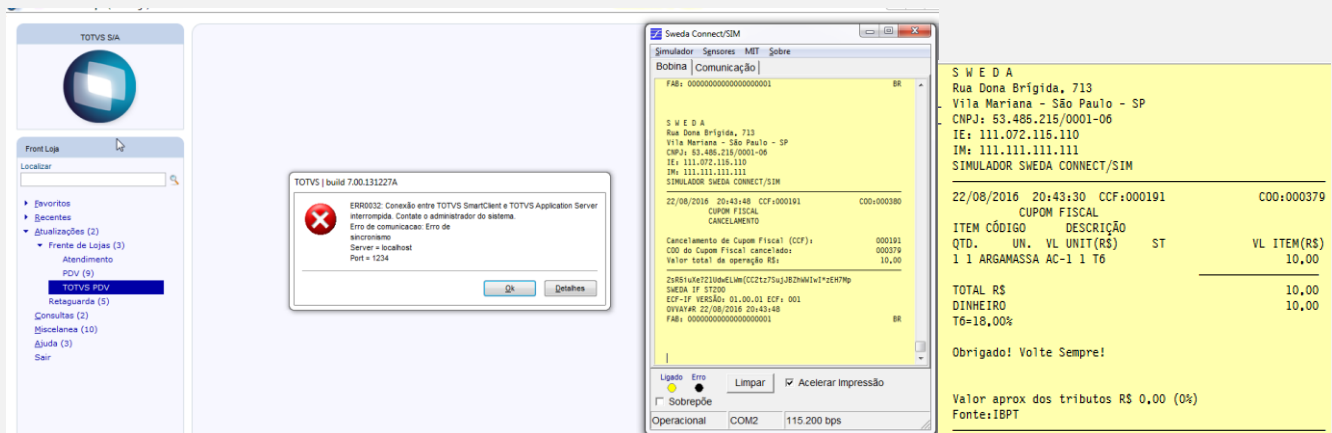 TOTVS S/A
Front Loja
Localizar
Favoritos
Recentes
Atualizações (2)
Frente de Lojas (3)
Atendimento
PDV (9)
TOTVS PDV
Retaguarda (5)
Consultas (2)
Miscelanea (10)
Ajuda (3)
Sair
TOTVS | build 7.00.131227A
ERR0032: Conexão entre TOTVS SmartClient e TOTVS Application Server
interrompida. Contate o administrador do sistema.
Erro de comunicacao: Erro de
sincronismo
Server = localhost
Port = 1234
Ok Detalhes
Sweda Connect/SIM
Simulador Sensores MIT Sobre
Bobina Comunicação
FAB: 00000000000000000001 BR
S W E D A
Rua Dona Brígida, 713
Vila Mariana - São Paulo - SP
CNPJ: 53.485.215/0001-06
IE: 111.072.115.110
IM: 111.111.111.111
SIMULADOR SWEDA CONNECT/SIM
22/08/2016 20:43:48 CCF:000191 COO:000380
CUPOM FISCAL
CANCELAMENTO
Cancelamento de Cupom Fiscal (CCF): 000191
COO do Cupom Fiscal cancelado: 000379
Valor total da operação R$: 10,00
SWEDA IF ST200
ECF-IF VERSÃO: 01.00.01 ECF: 001
OVVAY#R 22/08/2016 20:43:48
FAB: 00000000000000000001 BR
Ligado Erro
Limpar Acelerar Impressão
Sobrepõe
Operacional COM2 115.200 bps
S W E D A
Rua Dona Brígida, 713
Vila Mariana - São Paulo - SP
CNPJ: 53.485.215/0001-06
IE: 111.072.115.110
IM: 111.111.111.111
SIMULADOR SWEDA CONNECT/SIM
22/08/2016 20:43:30 CCF:000191 COO:000379
CUPOM FISCAL
ITEM CÓDIGO DESCRIÇÃO
QTD. UN. VL UNIT(R$) ST VL ITEM(R$)
1 1 ARGAMASSA AC-1 1 T6 10,00
TOTAL R$ 10,00
DINHEIRO 10,00
T6=18,00%
Obrigado! Volte Sempre!
Valor aprox dos tributos R$ 0,00 (0%)
Fonte:IBPT